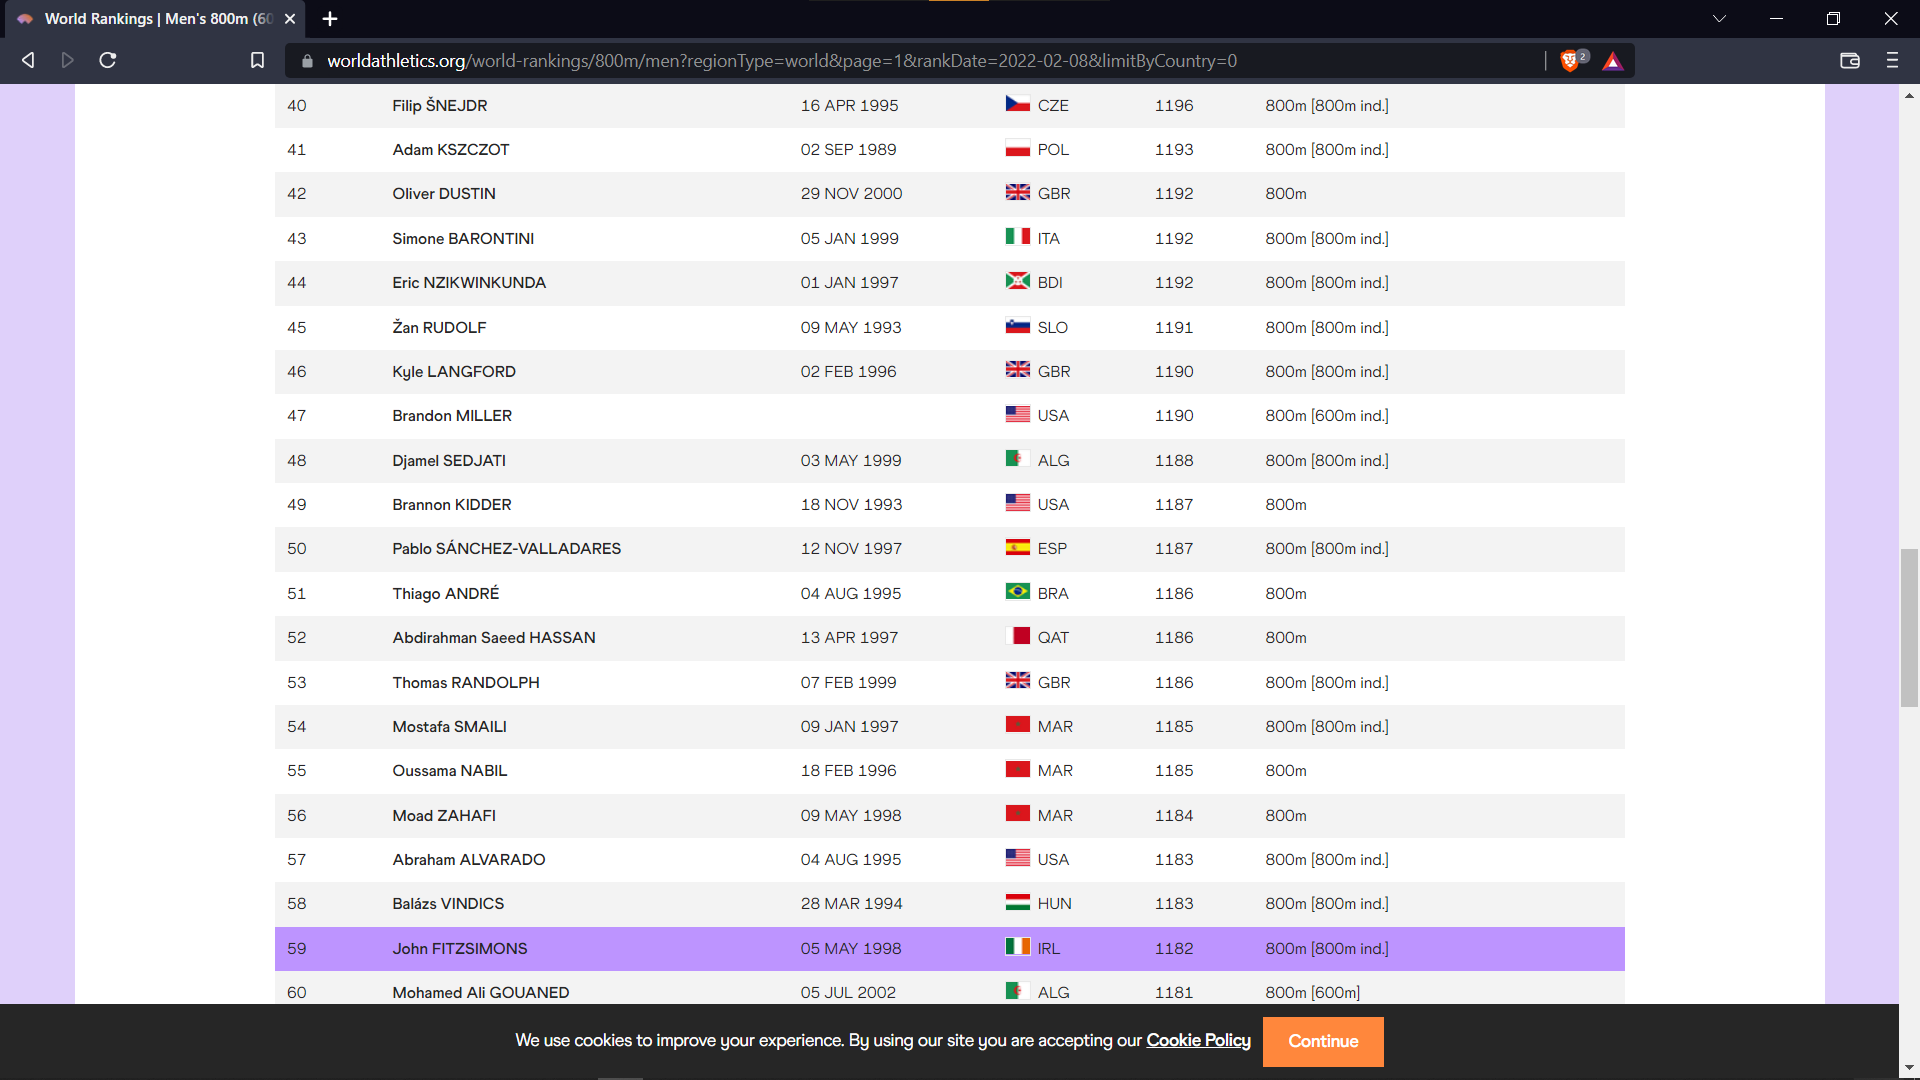 World Rankings | Men's 800m (60
worldathletics.org/world-rankings/800m/men?regionType=world&page=1&rankDate=2022-02-08&limitByCountry=0
2
40 Filip ŠNEJDR 16 APR 1995 CZE 1196 800m [800m ind.]
41 Adam KSZCZOT 02 SEP 1989 POL 1193 800m [800m ind.]
42 Oliver DUSTIN 29 NOV 2000 GBR 1192 800m
43 Simone BARONTINI 05 JAN 1999 ITA 1192 800m [800m ind.]
44 Eric NZIKWINKUNDA 01 JAN 1997 BDI 1192 800m [800m ind.]
45 Žan RUDOLF 09 MAY 1993 SLO 1191 800m [800m ind.]
46 Kyle LANGFORD 02 FEB 1996 GBR 1190 800m [800m ind.]
47 Brandon MILLER USA 1190 800m [600m ind.]
48 Djamel SEDJATI 03 MAY 1999 ALG 1188 800m [800m ind.]
49 Brannon KIDDER 18 NOV 1993 USA 1187 800m
50 Pablo SÁNCHEZ-VALLADARES 12 NOV 1997 ESP 1187 800m [800m ind.]
51 Thiago ANDRÉ 04 AUG 1995 BRA 1186 800m
52 Abdirahman Saeed HASSAN 13 APR 1997 QAT 1186 800m
53 Thomas RANDOLPH 07 FEB 1999 GBR 1186 800m [800m ind.]
54 Mostafa SMAILI 09 JAN 1997 MAR 1185 800m [800m ind.]
55 Oussama NABIL 18 FEB 1996 MAR 1185 800m
56 Moad ZAHAFI 09 MAY 1998 MAR 1184 800m
57 Abraham ALVARADO 04 AUG 1995 USA 1183 800m [800m ind.]
58 Balázs VINDICS 28 MAR 1994 HUN 1183 800m [800m ind.]
59 John FITZSIMONS 05 MAY 1998 IRL 1182 800m [800m ind.]
60 Mohamed Ali GOUANED 05 JUL 2002 ALG 1181 800m [600m]
We use cookies to improve your experience. By using our site you are accepting our Cookie Policy Continue